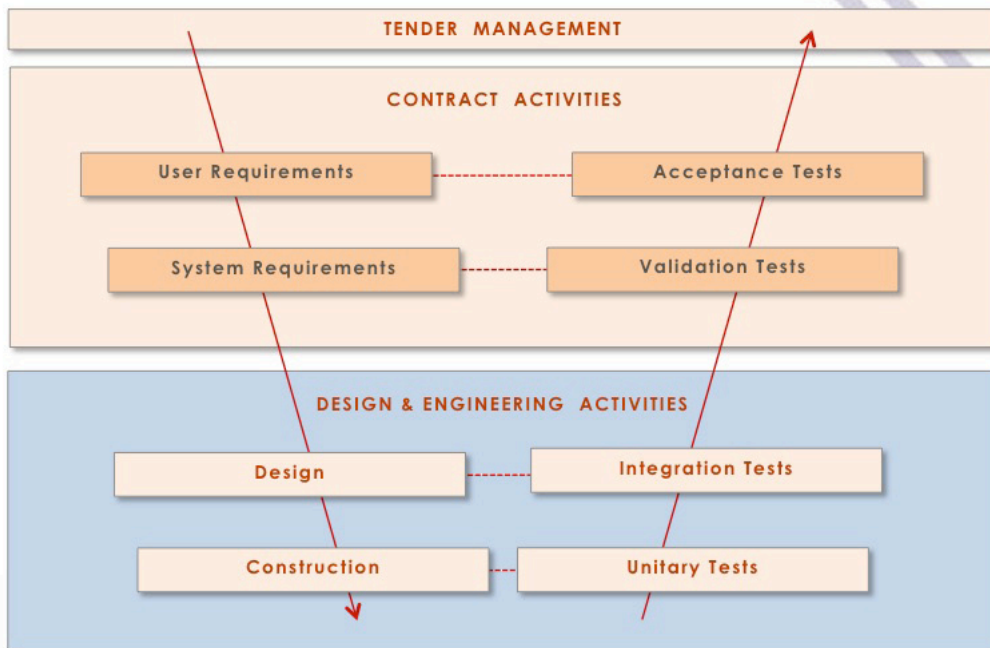 TENDER MANAGEMENT
CONTRACT ACTIVITIES
User Requirements
Acceptance Tests
System Requirements
Validation Tests
DESIGN & ENGINEERING ACTIVITIES
Design
Integration Tests
Construction
Unitary Tests